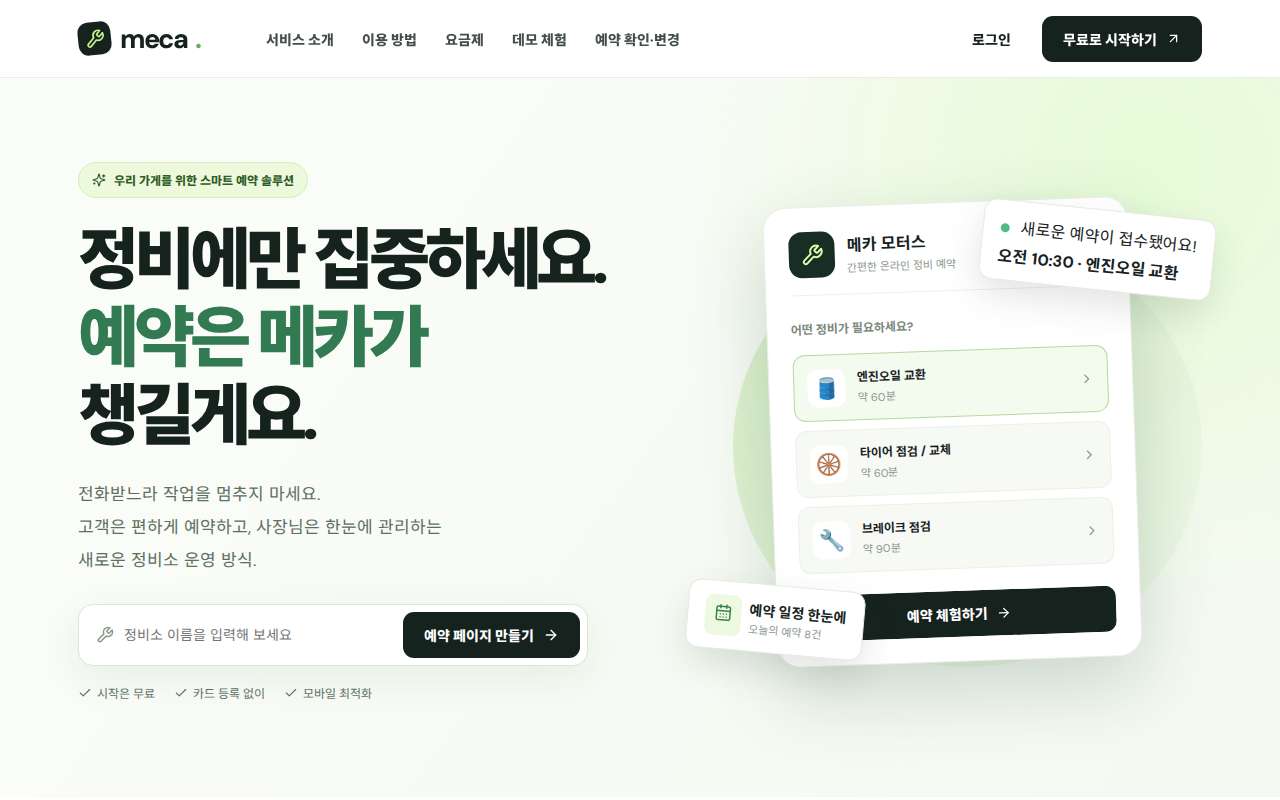 meca.
서비스 소개
이용 방법
요금제
데모 체험
예약 확인·변경
로그인
무료로 시작하기
우리 가게를 위한 스마트 예약 솔루션
정비에만 집중하세요.
예약은 메카가
챙길게요.
전화받느라 작업을 멈추지 마세요.
고객은 편하게 예약하고, 사장님은 한눈에 관리하는
새로운 정비소 운영 방식.
정비소 이름을 입력해 보세요
예약 페이지 만들기
시작은 무료
카드 등록 없이
모바일 최적화
메카 모터스
간편한 온라인 정비 예약
새로운 예약이 접수됐어요!
오전 10:30 · 엔진오일 교환
어떤 정비가 필요하세요?
엔진오일 교환
약 60분
타이어 점검 / 교체
약 60분
브레이크 점검
약 90분
예약 체험하기
예약 일정 한눈에
오늘의 예약 8건